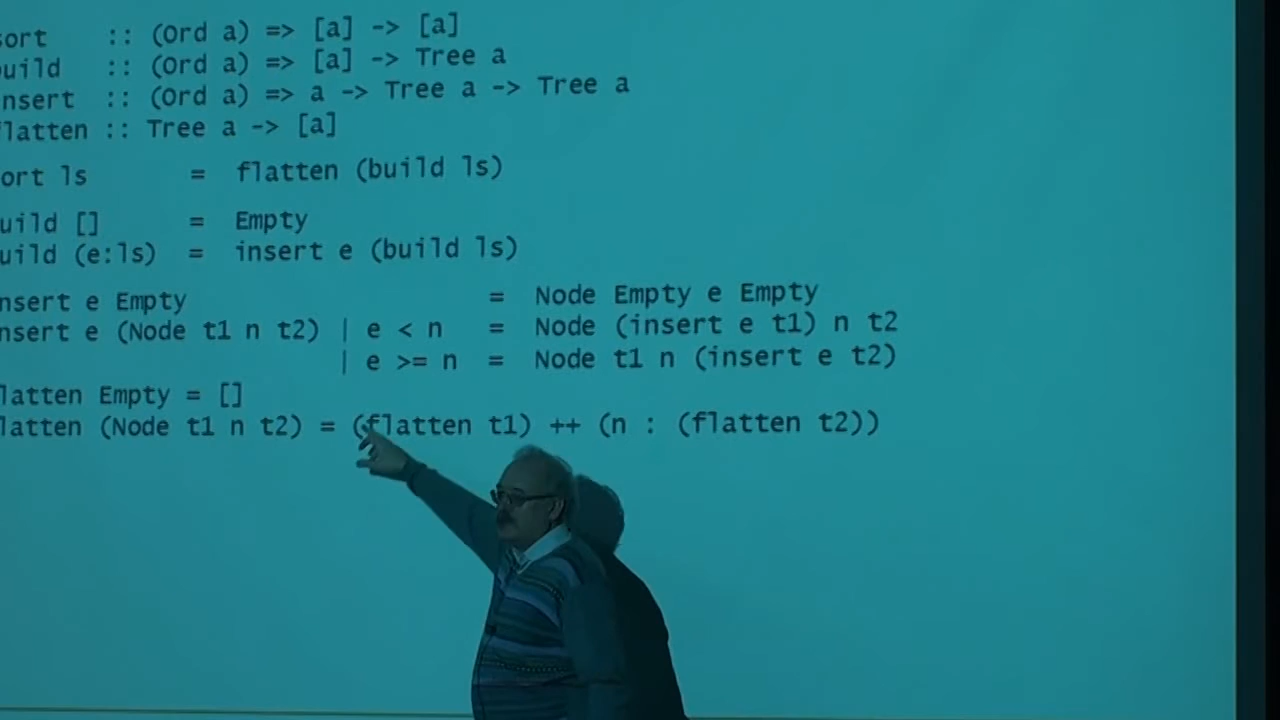 sort :: (Ord a) => [a] -> [a]
uild :: (Ord a) => [a] -> Tree a
nsert :: (Ord a) => a -> Tree a -> Tree a
flatten :: Tree a -> [a]
ort ls = flatten (build ls)
uild [] = Empty
uild (e:ls) = insert e (build ls)
nsert e Empty = Node Empty e Empty
nsert e (Node t1 n t2) | e < n = Node (insert e t1) n t2
| e >= n = Node t1 n (insert e t2)
latten Empty = []
latten (Node t1 n t2) = (flatten t1) ++ (n : (flatten t2))